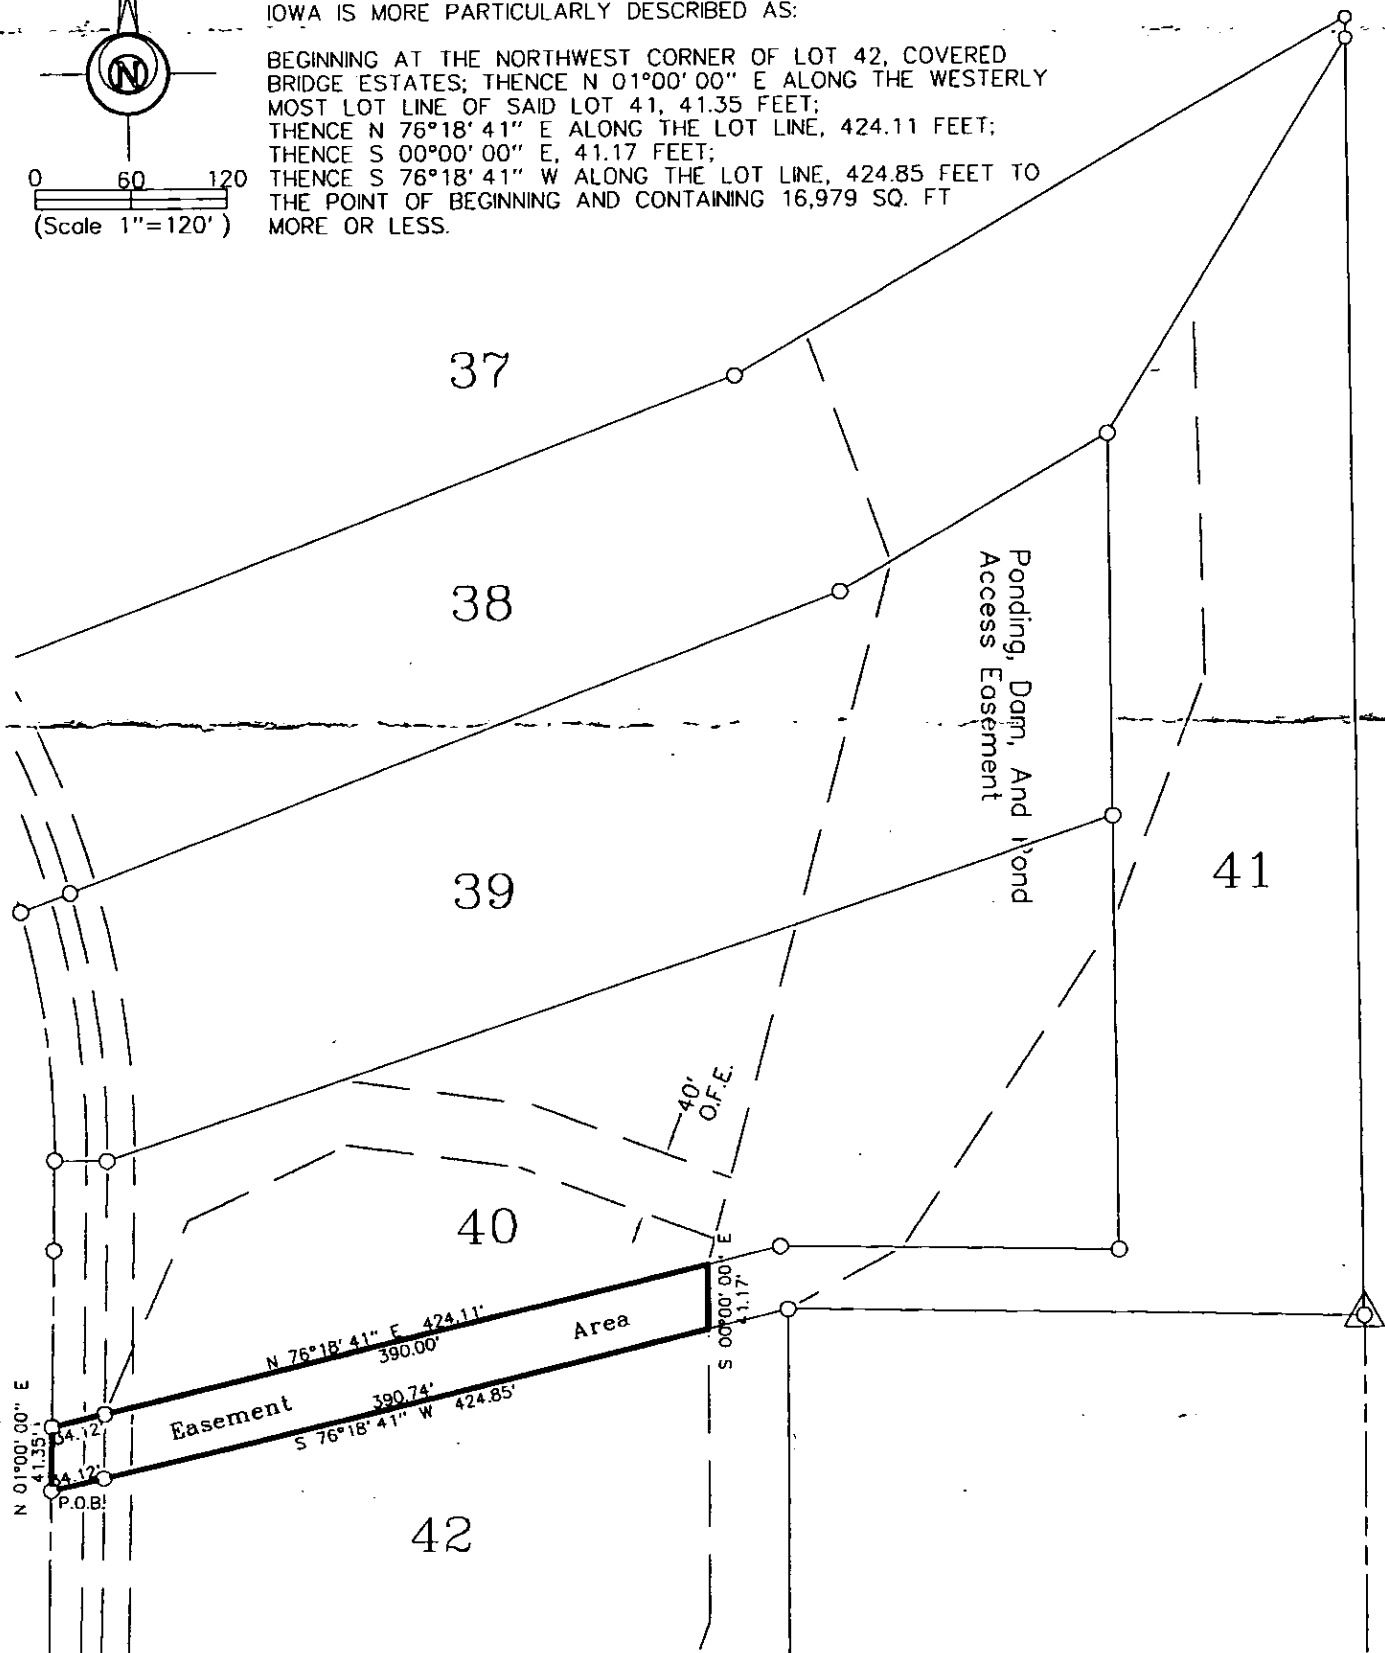 IOWA IS MORE PARTICULARLY DESCRIBED AS:
BEGINNING AT THE NORTHWEST CORNER OF LOT 42, COVERED
BRIDGE ESTATES; THENCE N 01°00'00" E ALONG THE WESTERLY
MOST LOT LINE OF SAID LOT 41, 41.35 FEET;
THENCE N 76°18'41" E ALONG THE LOT LINE, 424.11 FEET;
THENCE S 00°00'00" E, 41.17 FEET;
THENCE S 76°18'41" W ALONG THE LOT LINE, 424.85 FEET TO
THE POINT OF BEGINNING AND CONTAINING 16,979 SQ. FT
MORE OR LESS.
N
0 60 120
(Scale 1"=120')
37
38
Ponding, Dam, And Pond
Access Easement
39
41
40'
O.F.E.
40
N 76°18'41" E 424.11'
390.00'
Area
S 00°00'00" E
41.17'
Easement
390.74'
S 76°18'41" W 424.85'
N 01°00'00" E
41.35'
34.12'
34.12'
P.O.B.
42